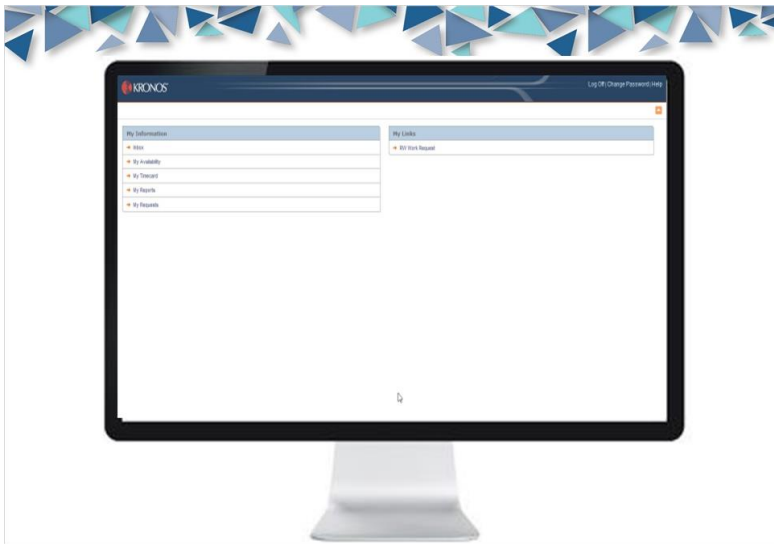 KRONOS
Log Off | Change Password | Help
My Information
Inbox
My Availability
My Timecard
My Reports
My Requests
My Links
RW Work Request